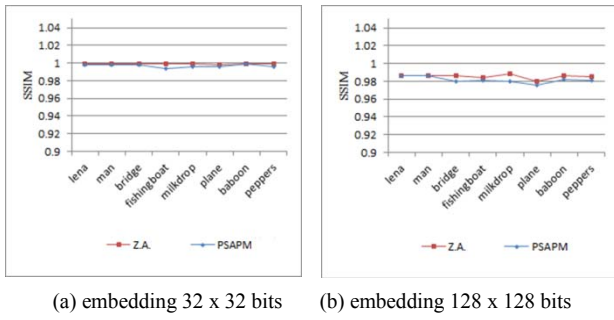 1.04
1.02
1
0.98
0.96
0.94
0.92
0.9
SSIM
lena
man
bridge
fishingboat
milkdrop
plane
baboon
peppers
Z.A. PSAPM
1.04
1.02
1
0.98
0.96
0.94
0.92
0.9
SSIM
lena
man
bridge
fishingboat
milkdrop
plane
baboon
peppers
Z.A. PSAPM
(a) embedding 32 x 32 bits (b) embedding 128 x 128 bits